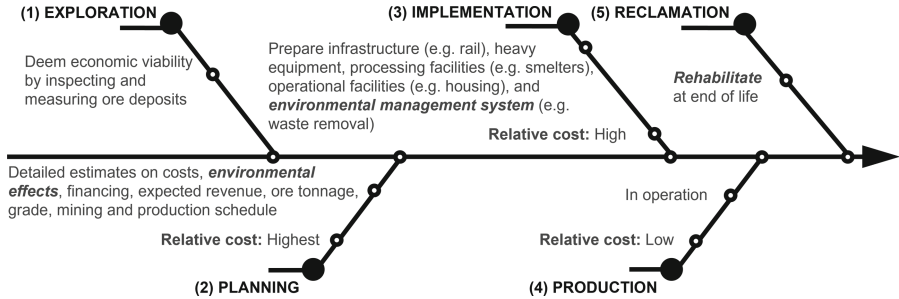 (1) EXPLORATION
Deem economic viability
by inspecting and
measuring ore deposits
(3) IMPLEMENTATION
Prepare infrastructure (e.g. rail), heavy
equipment, processing facilities (e.g. smelters),
operational facilities (e.g. housing), and
environmental management system (e.g.
waste removal)
Relative cost: High
(5) RECLAMATION
Rehabilitate
at end of life
Detailed estimates on costs, environmental
effects, financing, expected revenue, ore tonnage,
grade, mining and production schedule
Relative cost: Highest
(2) PLANNING
In operation
Relative cost: Low
(4) PRODUCTION